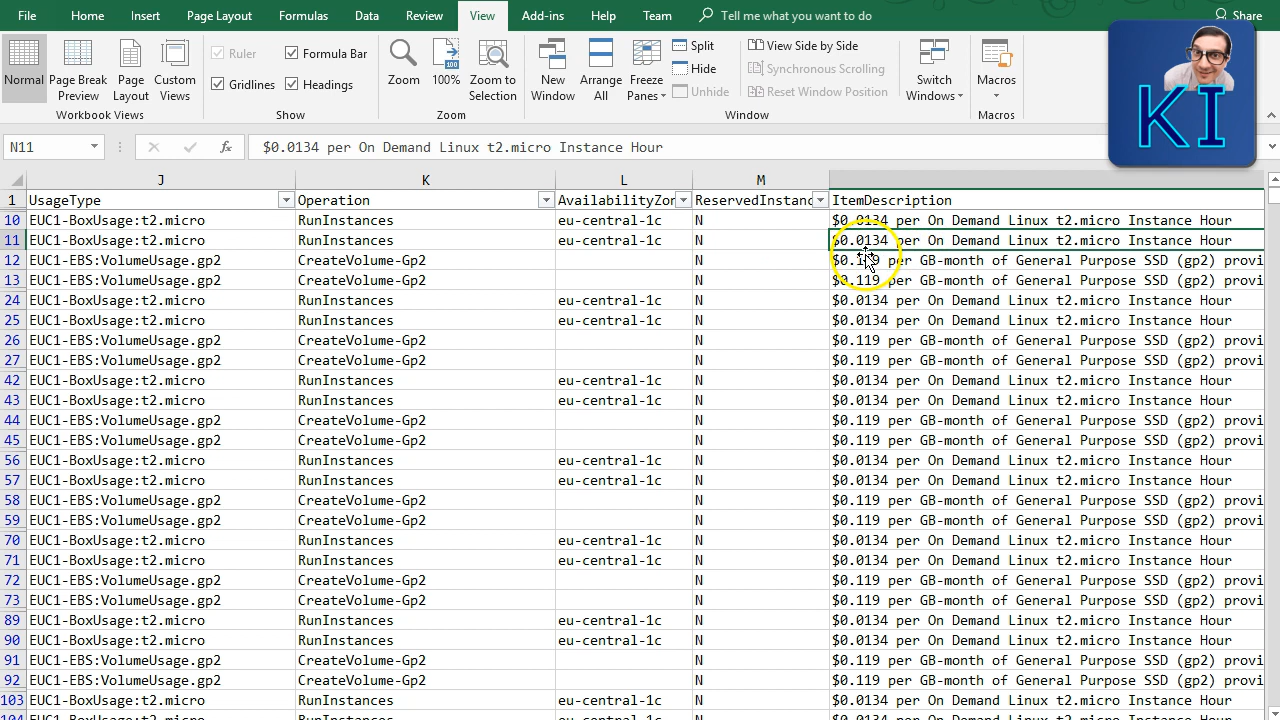 File Home Insert Page Layout Formulas Data Review View Add-ins Help Team Tell me what you want to do Share
Normal Page Break Preview Page Layout Custom Views
Ruler Formula Bar
Gridlines Headings
Zoom 100% Zoom to Selection
New Window Arrange All Freeze Panes
Split
Hide
Unhide
View Side by Side
Synchronous Scrolling
Reset Window Position
Switch Windows Macros
Workbook Views Show Zoom Window Macros
KI
N11 fx $0.0134 per On Demand Linux t2.micro Instance Hour
J K L M
1 UsageType Operation AvailabilityZon ReservedInstanc ItemDescription
10 EUC1-BoxUsage:t2.micro RunInstances eu-central-1c N $0.0134 per On Demand Linux t2.micro Instance Hour
11 EUC1-BoxUsage:t2.micro RunInstances eu-central-1c N $0.0134 per On Demand Linux t2.micro Instance Hour
12 EUC1-EBS:VolumeUsage.gp2 CreateVolume-Gp2 N $0.119 per GB-month of General Purpose SSD (gp2) provi
13 EUC1-EBS:VolumeUsage.gp2 CreateVolume-Gp2 N $0.119 per GB-month of General Purpose SSD (gp2) provi
24 EUC1-BoxUsage:t2.micro RunInstances eu-central-1c N $0.0134 per On Demand Linux t2.micro Instance Hour
25 EUC1-BoxUsage:t2.micro RunInstances eu-central-1c N $0.0134 per On Demand Linux t2.micro Instance Hour
26 EUC1-EBS:VolumeUsage.gp2 CreateVolume-Gp2 N $0.119 per GB-month of General Purpose SSD (gp2) provi
27 EUC1-EBS:VolumeUsage.gp2 CreateVolume-Gp2 N $0.119 per GB-month of General Purpose SSD (gp2) provi
42 EUC1-BoxUsage:t2.micro RunInstances eu-central-1c N $0.0134 per On Demand Linux t2.micro Instance Hour
43 EUC1-BoxUsage:t2.micro RunInstances eu-central-1c N $0.0134 per On Demand Linux t2.micro Instance Hour
44 EUC1-EBS:VolumeUsage.gp2 CreateVolume-Gp2 N $0.119 per GB-month of General Purpose SSD (gp2) provi
45 EUC1-EBS:VolumeUsage.gp2 CreateVolume-Gp2 N $0.119 per GB-month of General Purpose SSD (gp2) provi
56 EUC1-BoxUsage:t2.micro RunInstances eu-central-1c N $0.0134 per On Demand Linux t2.micro Instance Hour
57 EUC1-BoxUsage:t2.micro RunInstances eu-central-1c N $0.0134 per On Demand Linux t2.micro Instance Hour
58 EUC1-EBS:VolumeUsage.gp2 CreateVolume-Gp2 N $0.119 per GB-month of General Purpose SSD (gp2) provi
59 EUC1-EBS:VolumeUsage.gp2 CreateVolume-Gp2 N $0.119 per GB-month of General Purpose SSD (gp2) provi
70 EUC1-BoxUsage:t2.micro RunInstances eu-central-1c N $0.0134 per On Demand Linux t2.micro Instance Hour
71 EUC1-BoxUsage:t2.micro RunInstances eu-central-1c N $0.0134 per On Demand Linux t2.micro Instance Hour
72 EUC1-EBS:VolumeUsage.gp2 CreateVolume-Gp2 N $0.119 per GB-month of General Purpose SSD (gp2) provi
73 EUC1-EBS:VolumeUsage.gp2 CreateVolume-Gp2 N $0.119 per GB-month of General Purpose SSD (gp2) provi
89 EUC1-BoxUsage:t2.micro RunInstances eu-central-1c N $0.0134 per On Demand Linux t2.micro Instance Hour
90 EUC1-BoxUsage:t2.micro RunInstances eu-central-1c N $0.0134 per On Demand Linux t2.micro Instance Hour
91 EUC1-EBS:VolumeUsage.gp2 CreateVolume-Gp2 N $0.119 per GB-month of General Purpose SSD (gp2) provi
92 EUC1-EBS:VolumeUsage.gp2 CreateVolume-Gp2 N $0.119 per GB-month of General Purpose SSD (gp2) provi
103 EUC1-BoxUsage:t2.micro RunInstances eu-central-1c N $0.0134 per On Demand Linux t2.micro Instance Hour
104 EUC1-BoxUsage:t2.micro RunInstances eu-central-1c N $0.0134 per On Demand Linux t2.micro Instance Hour